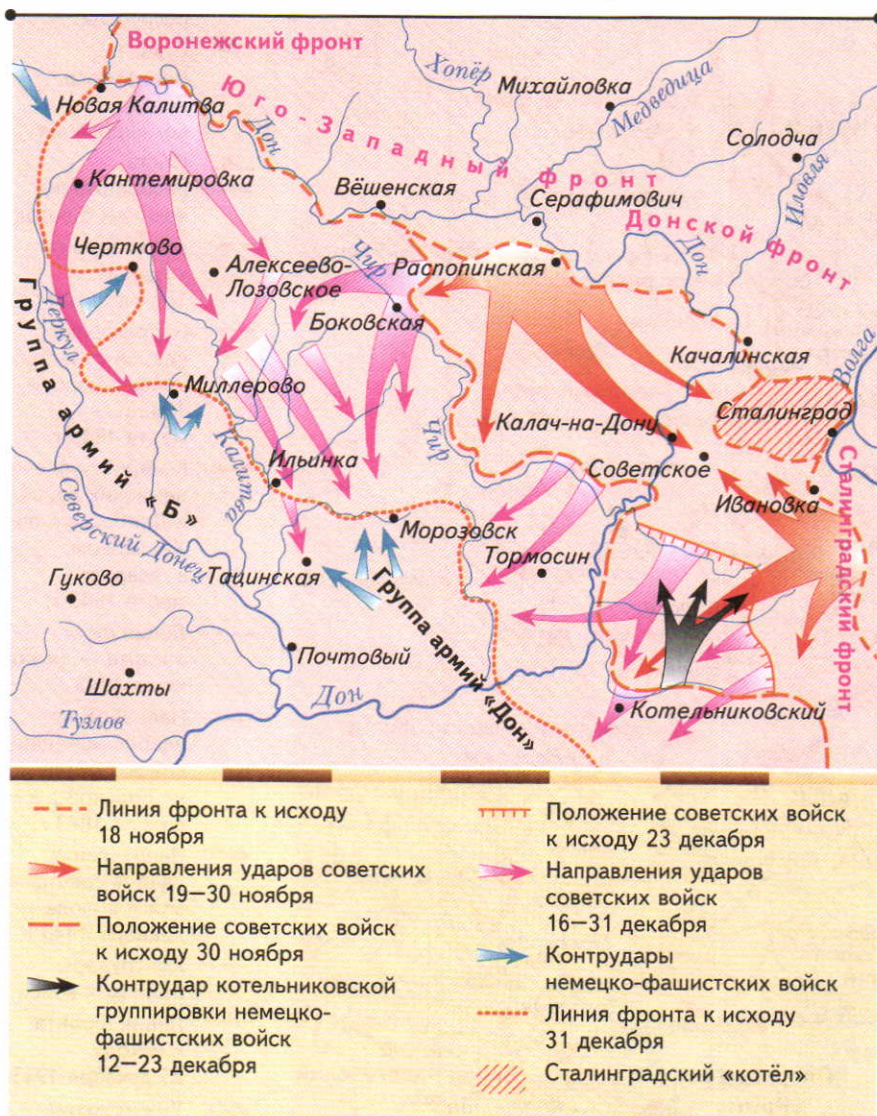 Воронежский фронт
Хопёр
Михайловка
Медведица
Новая Калитва
Юго-Западный фронт
Дон
Солодча
Иловля
Кантемировка
Вёшенская
Серафимович
Донской фронт
Дон
Чертково
Алексеево-
Лозовское
Чир
Распопинская
Деркул
Боковская
Группа армий «Б»
Качалинская
Волга
Миллерово
Сталинград
Калач-на-Дону
Чир
Калитва
Ильинка
Советское
Сталинградский фронт
Ивановка
Северский Донец
Морозовск
Тормосин
Гуково
Тацинская
Группа армий «Дон»
Почтовый
Шахты
Дон
Котельниковский
Тузлов
Линия фронта к исходу
18 ноября
Направления ударов советских
войск 19–30 ноября
Положение советских войск
к исходу 30 ноября
Контрудар котельниковской
группировки немецко-
фашистских войск
12–23 декабря
Положение советских войск
к исходу 23 декабря
Направления ударов
советских войск
16–31 декабря
Контрудары
немецко-фашистских войск
Линия фронта к исходу
31 декабря
Сталинградский «котёл»